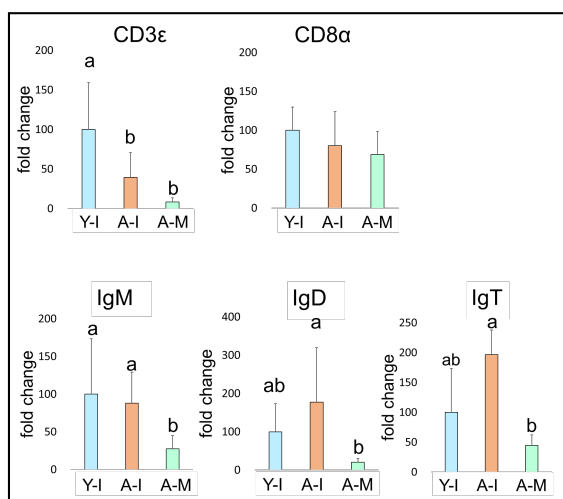 CD3ε
fold change
200
150
100
50
0
a
b
b
Y-I A-I A-M
CD8α
fold change
200
150
100
50
0
Y-I A-I A-M
IgM
fold change
200
150
100
50
0
a
a
b
Y-I A-I A-M
IgD
fold change
400
300
200
100
0
ab
a
b
Y-I A-I A-M
IgT
fold change
250
200
150
100
50
0
ab
a
b
Y-I A-I A-M